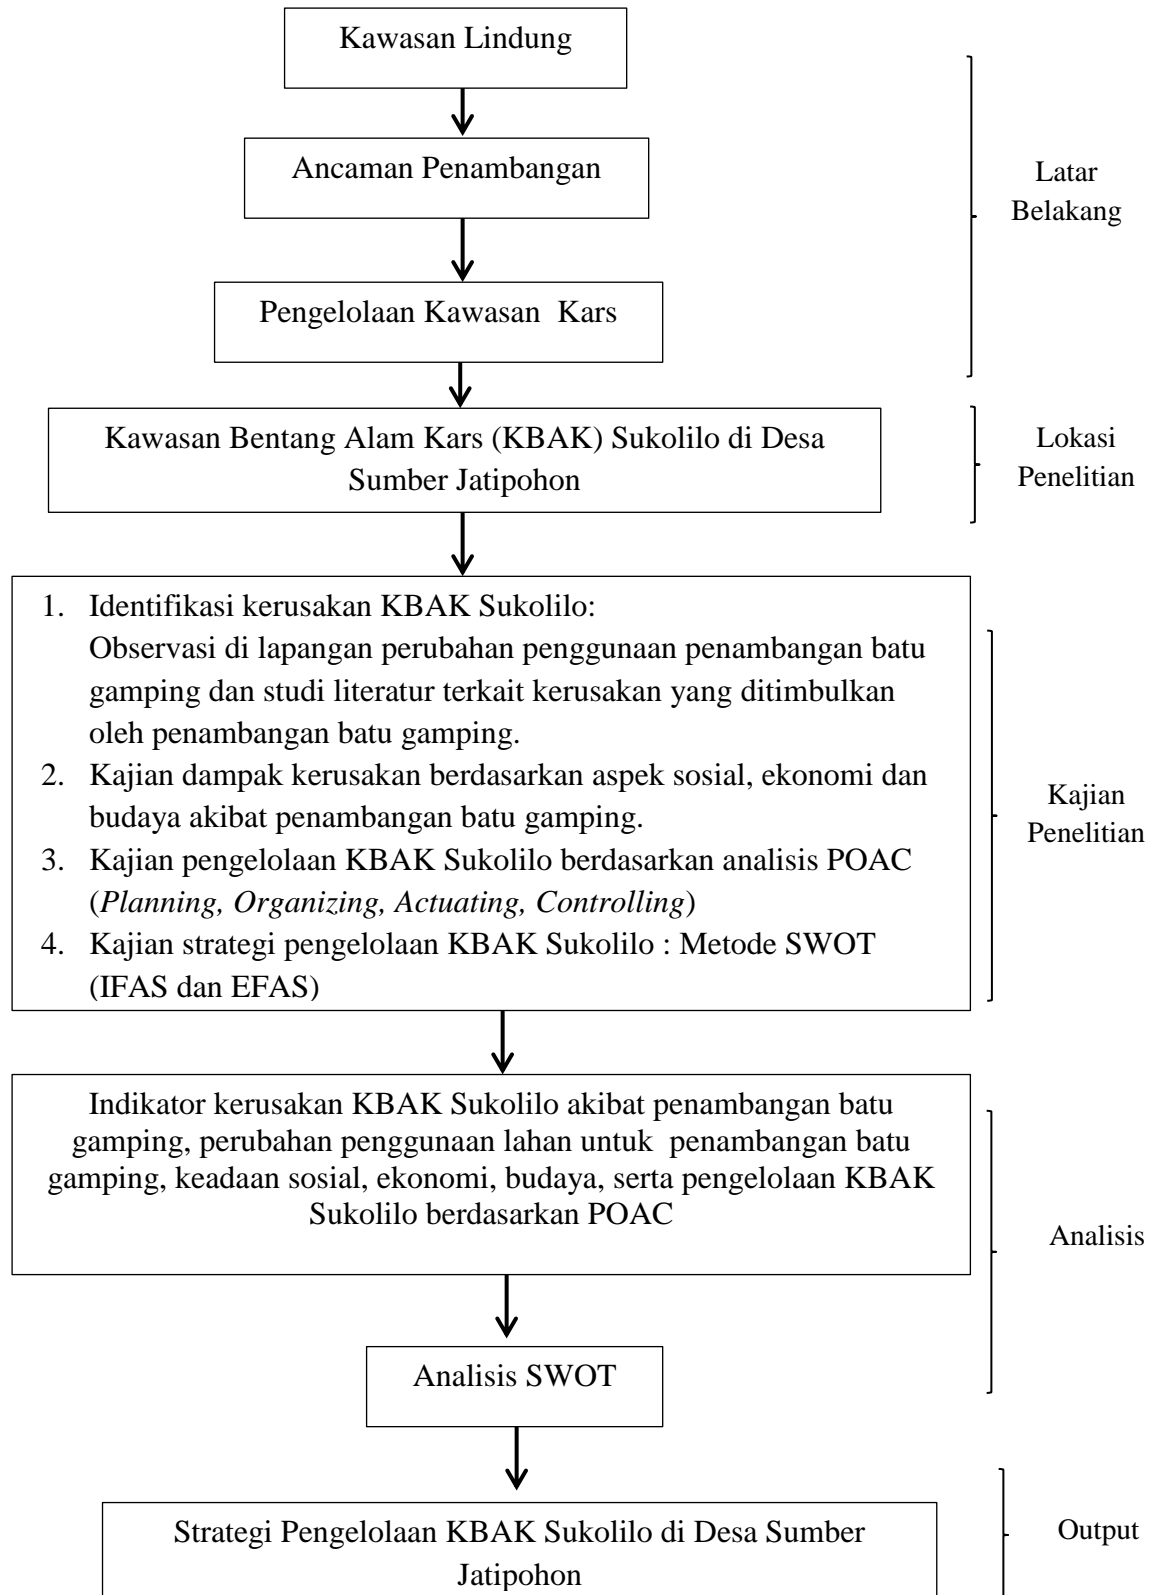 Kawasan Lindung
Ancaman Penambangan
Latar
Belakang
Pengelolaan Kawasan  Kars
Kawasan Bentang Alam Kars (KBAK) Sukolilo di Desa
Sumber Jatipohon
Lokasi
Penelitian
1. Identifikasi kerusakan KBAK Sukolilo:
Observasi di lapangan perubahan penggunaan penambangan batu
gamping dan studi literatur terkait kerusakan yang ditimbulkan
oleh penambangan batu gamping.
2. Kajian dampak kerusakan berdasarkan aspek sosial, ekonomi dan
budaya akibat penambangan batu gamping.
3. Kajian pengelolaan KBAK Sukolilo berdasarkan analisis POAC
(Planning, Organizing, Actuating, Controlling)
4. Kajian strategi pengelolaan KBAK Sukolilo : Metode SWOT
(IFAS dan EFAS)
Kajian
Penelitian
Indikator kerusakan KBAK Sukolilo akibat penambangan batu
gamping, perubahan penggunaan lahan untuk  penambangan batu
gamping, keadaan sosial, ekonomi, budaya, serta pengelolaan KBAK
Sukolilo berdasarkan POAC
Analisis
Analisis SWOT
Strategi Pengelolaan KBAK Sukolilo di Desa Sumber
Jatipohon
Output